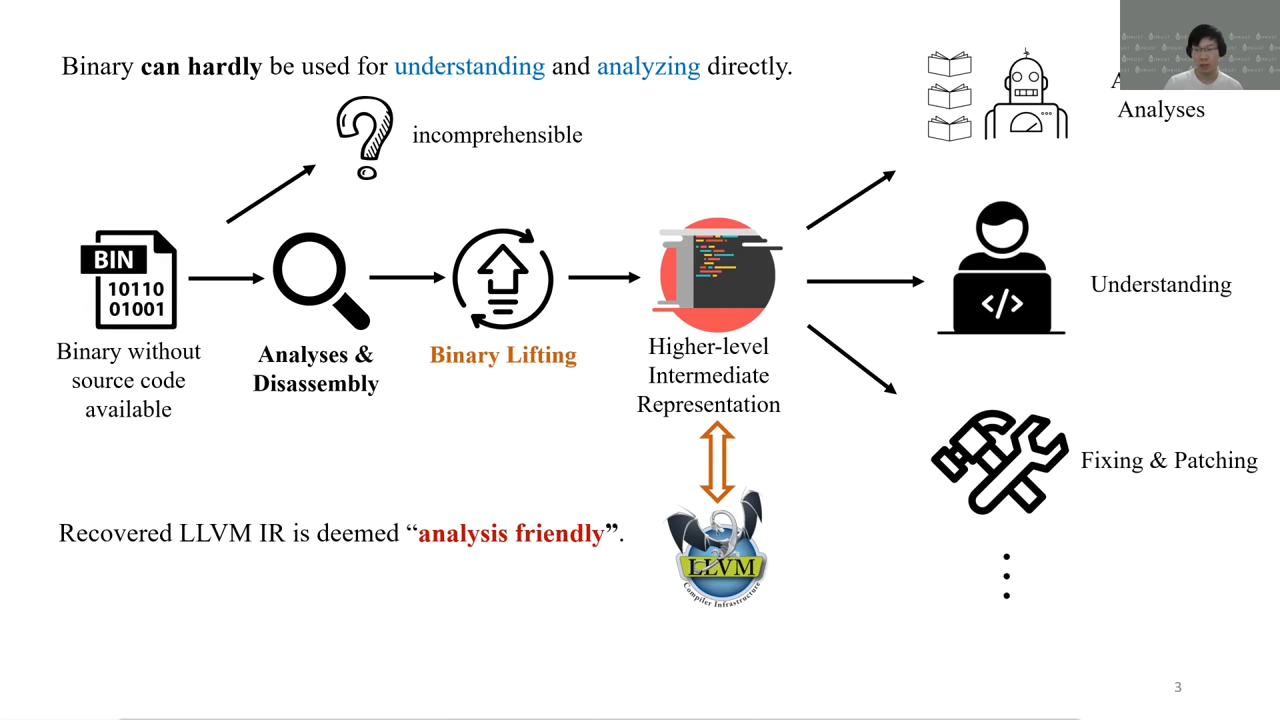 Binary can hardly be used for understanding and analyzing directly.
incomprehensible
Analyses
BIN
10110
01001
Binary without
source code
available
Analyses &
Disassembly
Binary Lifting
Higher-level
Intermediate
Representation
</>
Understanding
Fixing & Patching
Recovered LLVM IR is deemed “analysis friendly”.
LLVM
Compiler Infrastructure
3